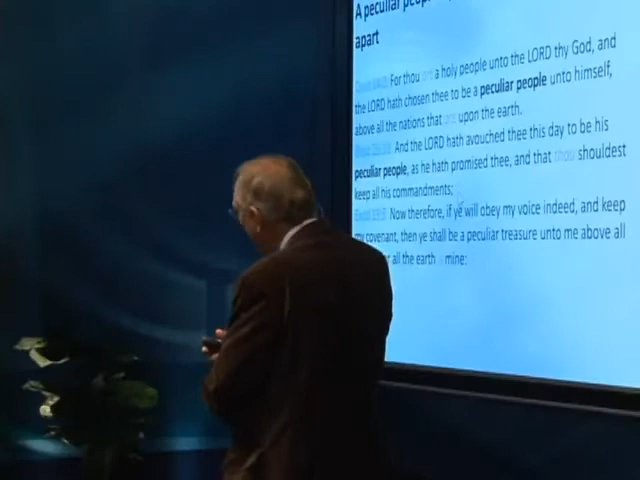 A peculiar people
apart
For thou art a holy people unto the LORD thy God, and
the LORD hath chosen thee to be a peculiar people unto himself,
above all the nations that are upon the earth.
And the LORD hath avouched thee this day to be his
peculiar people, as he hath promised thee, and that thou shouldest
keep all his commandments;
Now therefore, if ye will obey my voice indeed, and keep
my covenant, then ye shall be a peculiar treasure unto me above all
all the earth mine: